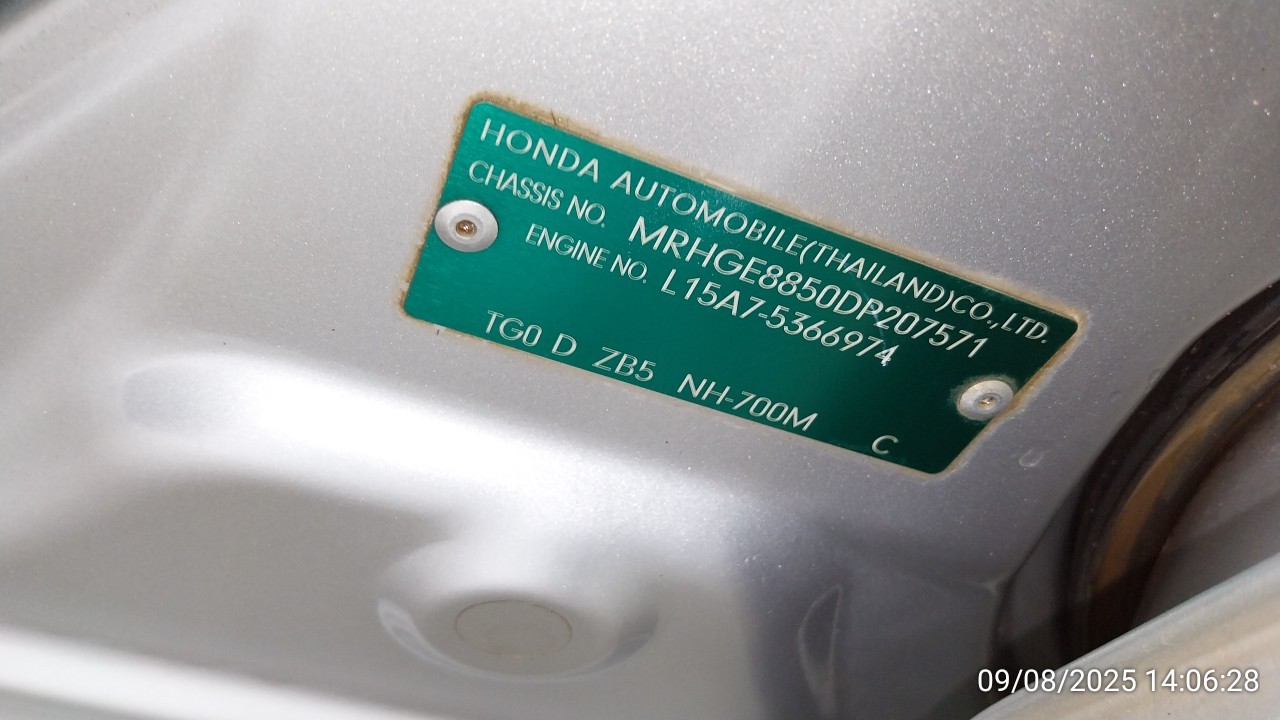 HONDA AUTOMOBILE(THAILAND)CO.,LTD.
CHASSIS NO. MRHGE8850DP207571
ENGINE NO. L15A7-5366974
TG0 D ZB5 NH-700M C
09/08/2025 14:06:28